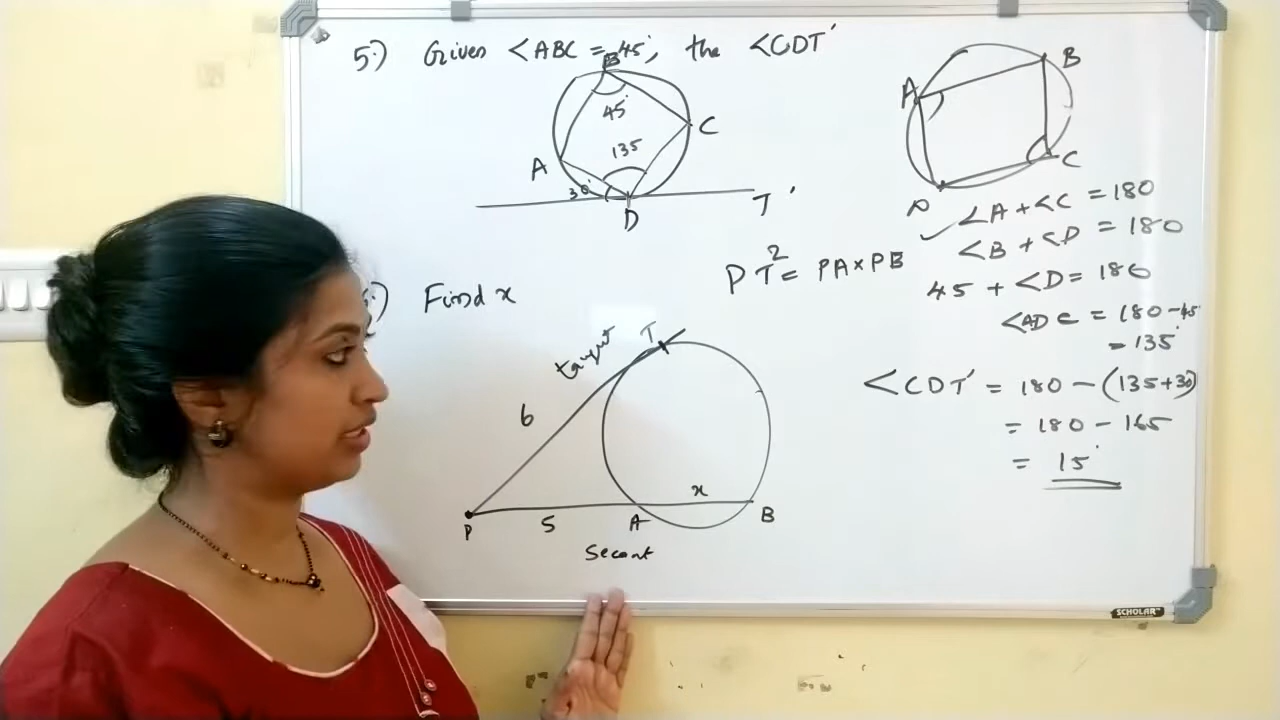 5.) Given <ABC = 45°, the <CDT'
B
45°
C
135
A
30°
D
T'
A
B
C
D
<A + <C = 180
<B + <D = 180
45 + <D = 180
<ADC = 180 - 45
= 135°
<CDT' = 180 - (135+30)
= 180 - 165
= 15°
PT² = PA × PB
) Find x
tangent
T
6
x
P
5
A
B
Secant
SCHOLAR